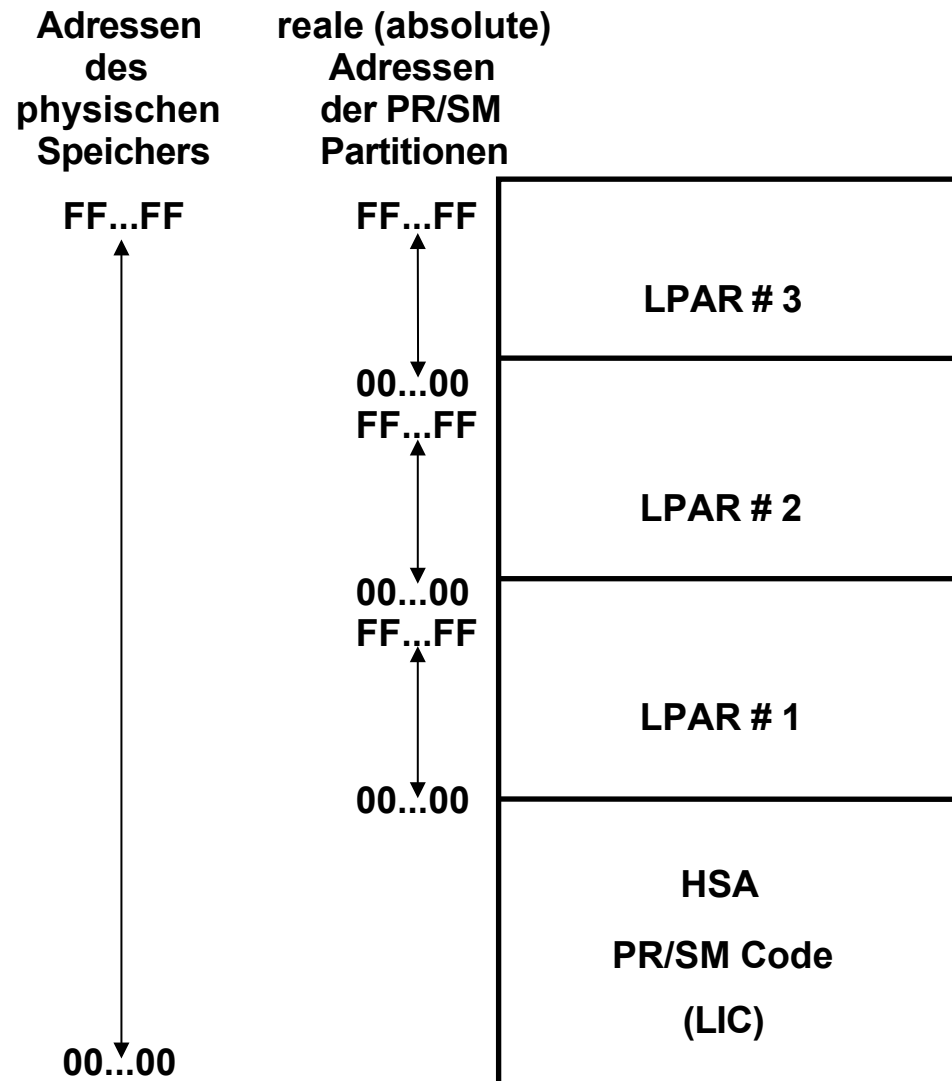 Adressen
des
physischen
Speichers
reale (absolute)
Adressen
der PR/SM
Partitionen
FF...FF
FF...FF
LPAR # 3
00...00
FF...FF
LPAR # 2
00...00
FF...FF
LPAR # 1
00...00
HSA
PR/SM Code
(LIC)
00...00